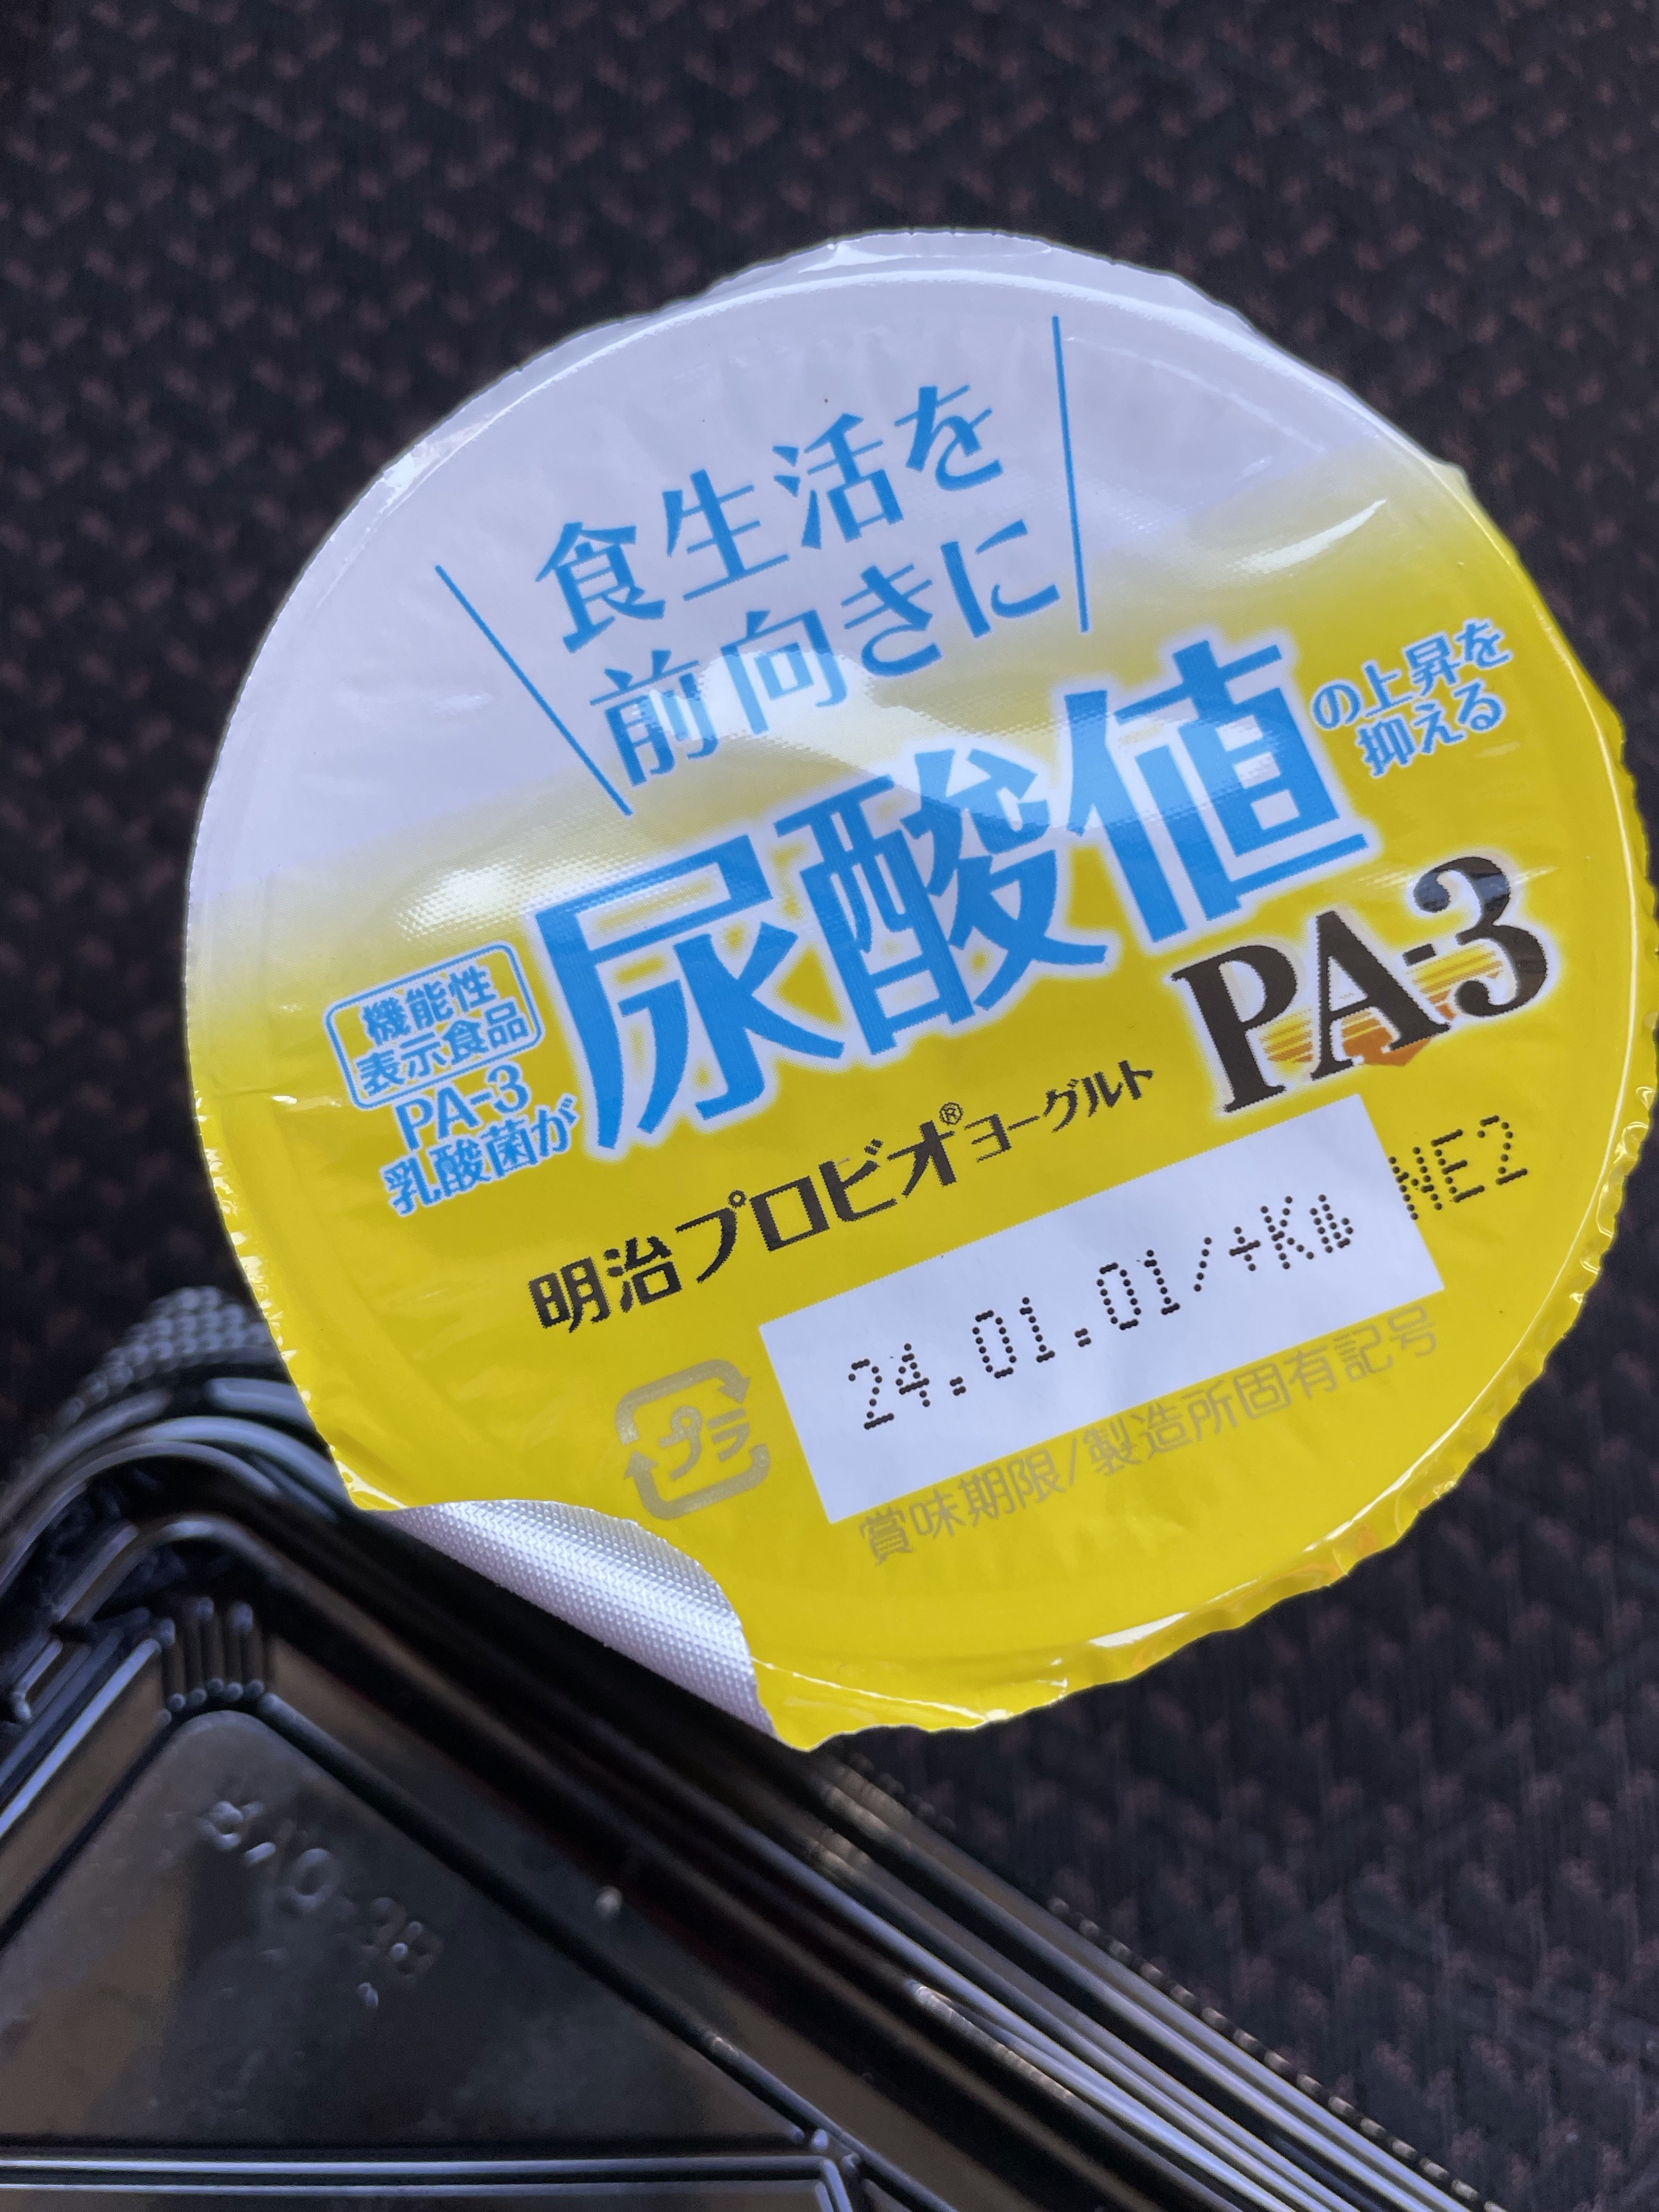 食生活を
前向きに
機能性
表示食品
PA-3
乳酸菌が
尿酸値
の上昇を
抑える
明治プロビオ®ヨーグルト
PA-3
24.01.01/+K NE2
プラ
賞味期限/製造所固有記号